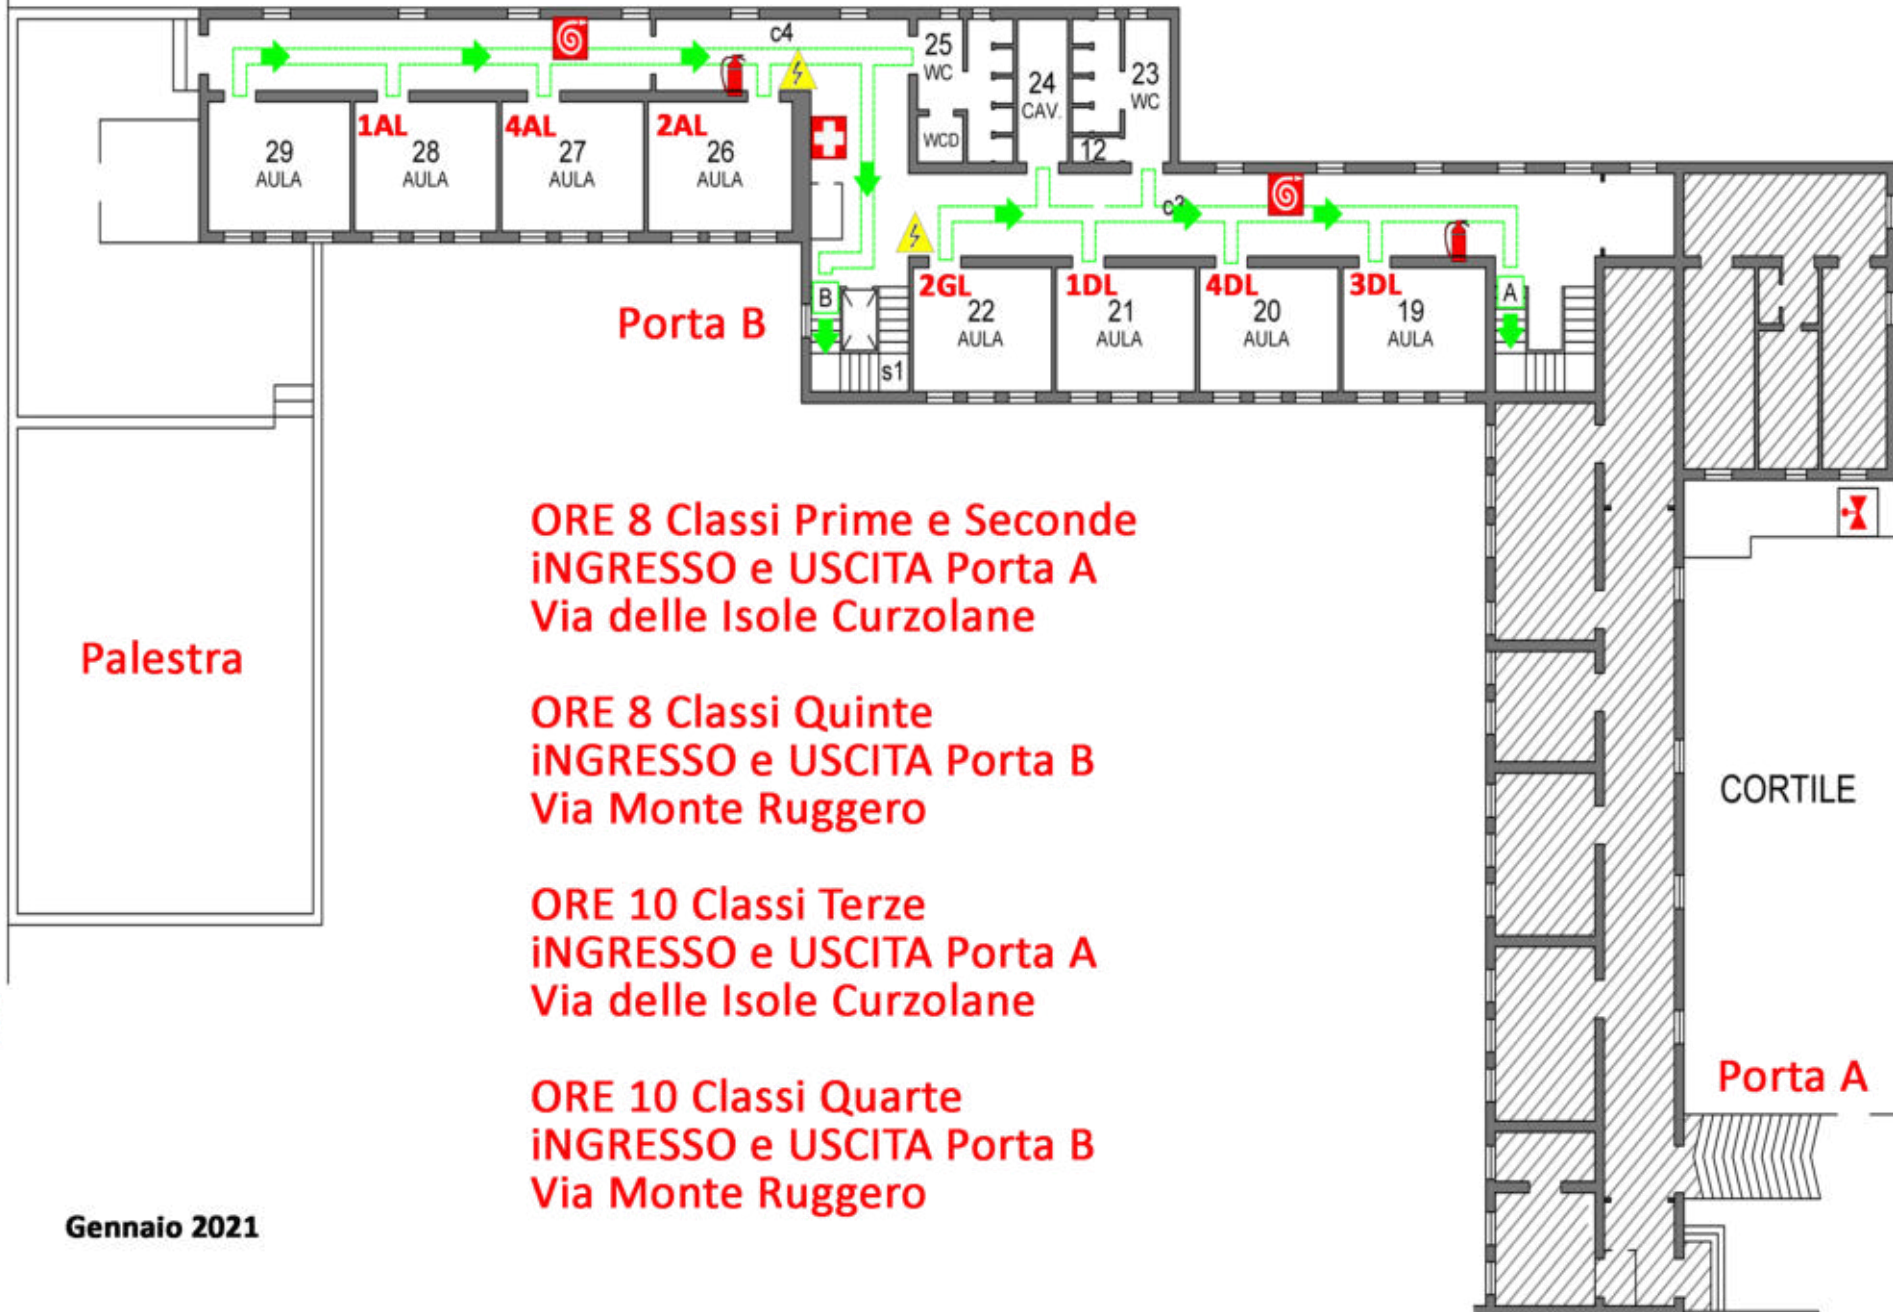 c4
25
WC
24
CAV.
23
WC
WCD
12
1AL
4AL
2AL
29
AULA
28
AULA
27
AULA
26
AULA
2GL
1DL
4DL
3DL
22
AULA
21
AULA
20
AULA
19
AULA
B
A
s1
Porta B
ORE 8 Classi Prime e Seconde
iNGRESSO e USCITA Porta A
Via delle Isole Curzolane
Palestra
ORE 8 Classi Quinte
iNGRESSO e USCITA Porta B
Via Monte Ruggero
CORTILE
ORE 10 Classi Terze
iNGRESSO e USCITA Porta A
Via delle Isole Curzolane
Porta A
ORE 10 Classi Quarte
iNGRESSO e USCITA Porta B
Via Monte Ruggero
Gennaio 2021